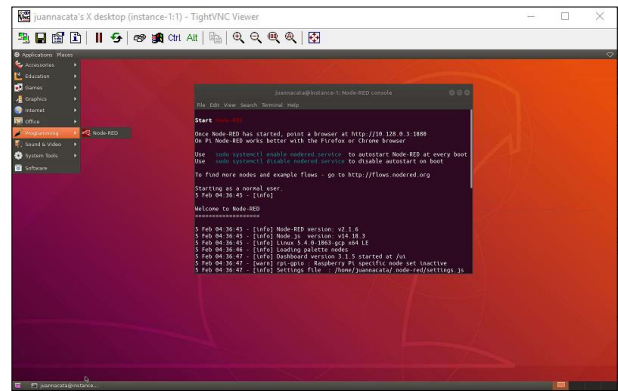 juannacata's X desktop (instance-1:1) - TightVNC Viewer
Ctrl Alt
Applications Places
Accessories
Education
Games
Graphics
Internet
Office
Programming
Node-RED
Sound & Video
System Tools
Software
juannacata@instance-1: Node-RED console
File Edit View Search Terminal Help
Start Node-RED
Once Node-RED has started, point a browser at http://10.128.0.3:1880
On Pi Node-RED works better with the Firefox or Chrome browser
Use sudo systemctl enable nodered.service to autostart Node-RED at every boot
Use sudo systemctl disable nodered.service to disable autostart on boot
To find more nodes and example flows - go to http://flows.nodered.org
Starting as a normal user.
5 Feb 04:36:45 - [info]
Welcome to Node-RED
===================
5 Feb 04:36:45 - [info] Node-RED version: v2.1.6
5 Feb 04:36:45 - [info] Node.js version: v14.18.3
5 Feb 04:36:45 - [info] Linux 5.4.0-1063-gcp x64 LE
5 Feb 04:36:46 - [info] Loading palette nodes
5 Feb 04:36:47 - [info] Dashboard version 3.1.5 started at /ui
5 Feb 04:36:47 - [warn] rpi-gpio : Raspberry Pi specific node set inactive
5 Feb 04:36:47 - [info] Settings file : /home/juannacata/.node-red/settings.js
juannacata@instance...